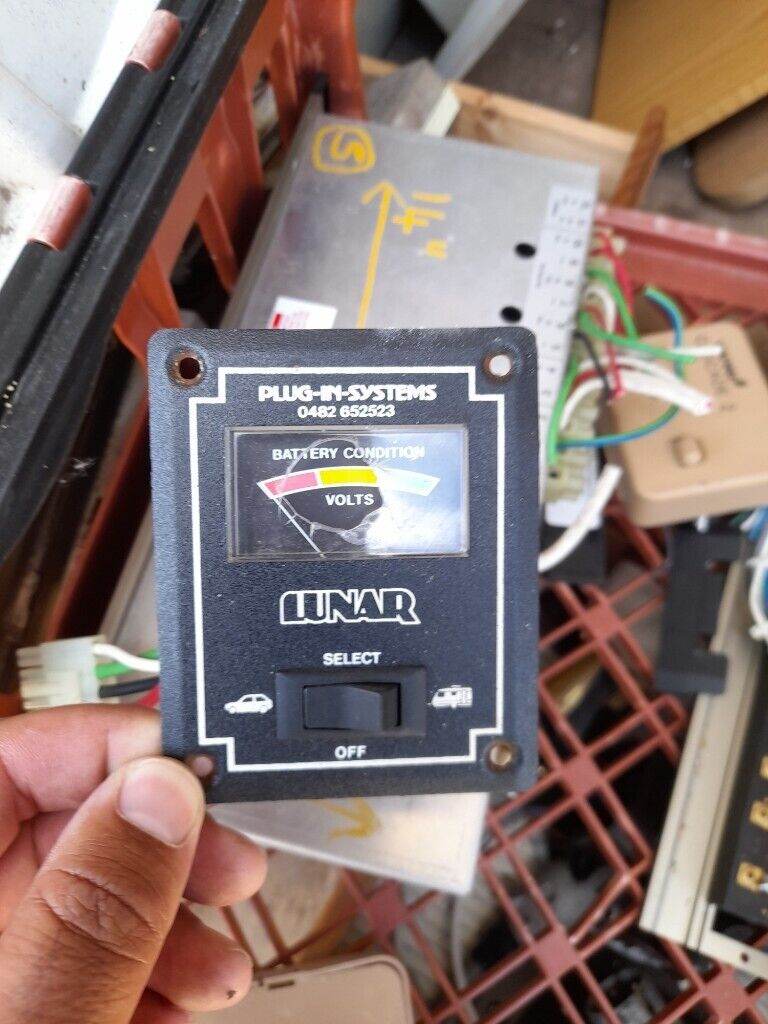 PLUG-IN-SYSTEMS
0482 652523
BATTERY CONDITION
VOLTS
LUNAR
SELECT
OFF